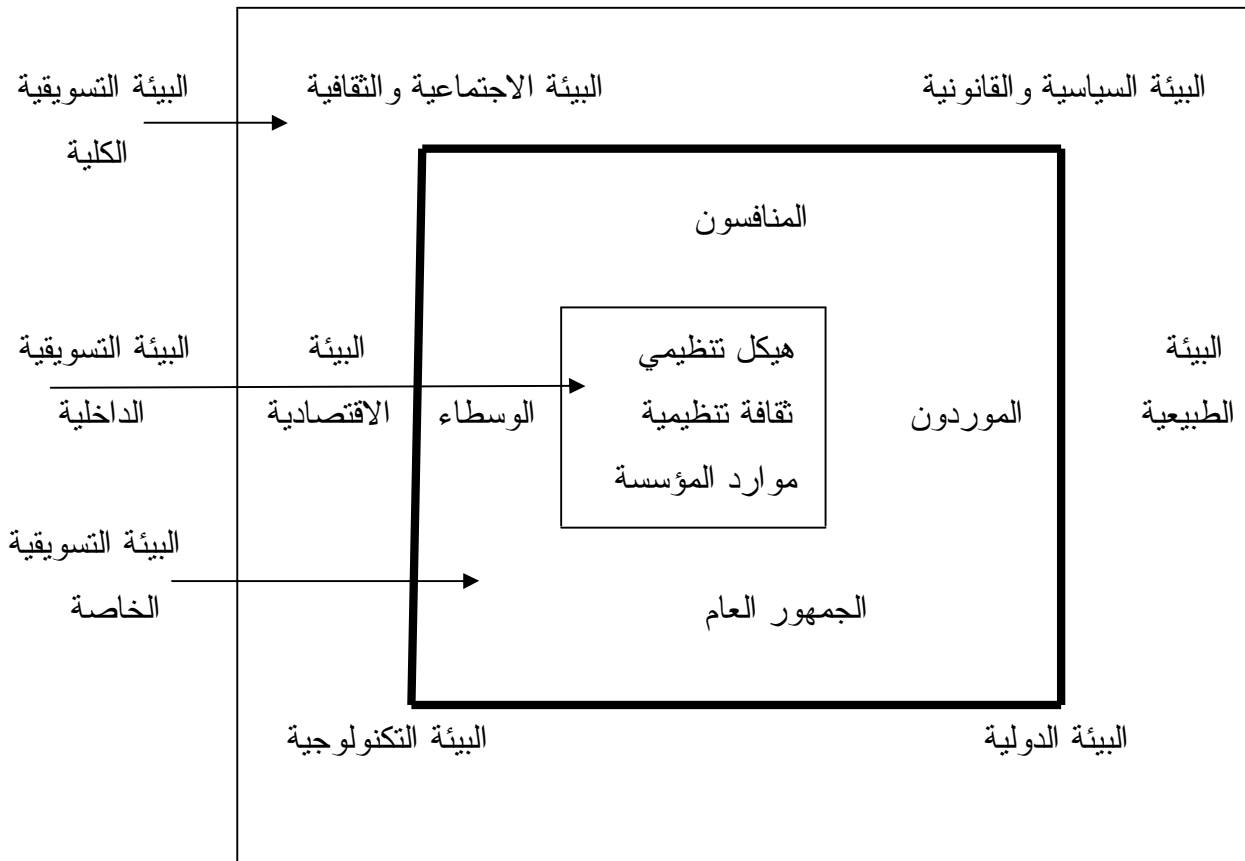 البيئة السياسية والقانونية
البيئة الاجتماعية والثقافية
البيئة التسويقية
الكلية
المنافسون
البيئة
الطبيعية
الموردون
هيكل تنظيمي
ثقافة تنظيمية
موارد المؤسسة
الوسطاء
البيئة
الاقتصادية
البيئة التسويقية
الداخلية
البيئة التسويقية
الخاصة
الجمهور العام
البيئة الدولية
البيئة التكنولوجية